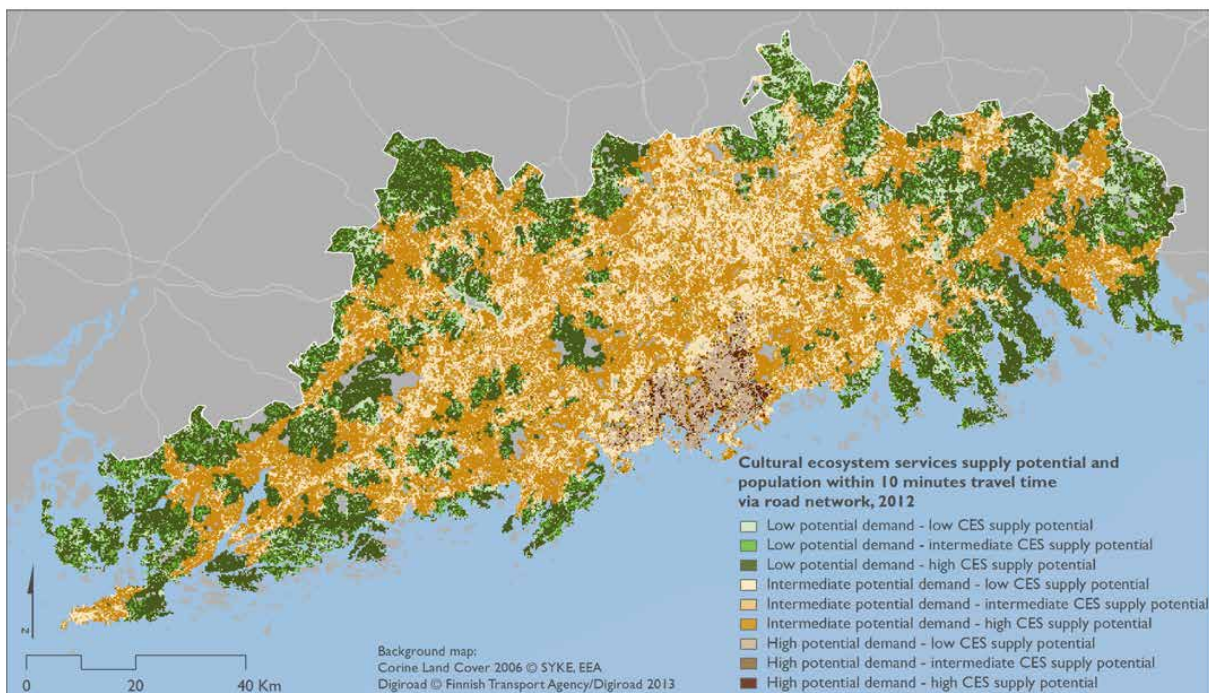 Cultural ecosystem services supply potential and
population within 10 minutes travel time
via road network, 2012
Low potential demand - low CES supply potential
Low potential demand - intermediate CES supply potential
Low potential demand - high CES supply potential
Intermediate potential demand - low CES supply potential
Intermediate potential demand - intermediate CES supply potential
Intermediate potential demand - high CES supply potential
High potential demand - low CES supply potential
High potential demand - intermediate CES supply potential
High potential demand - high CES supply potential
N
Background map:
Corine Land Cover 2006 © SYKE, EEA
Digiroad © Finnish Transport Agency/Digiroad 2013
0 20 40 Km